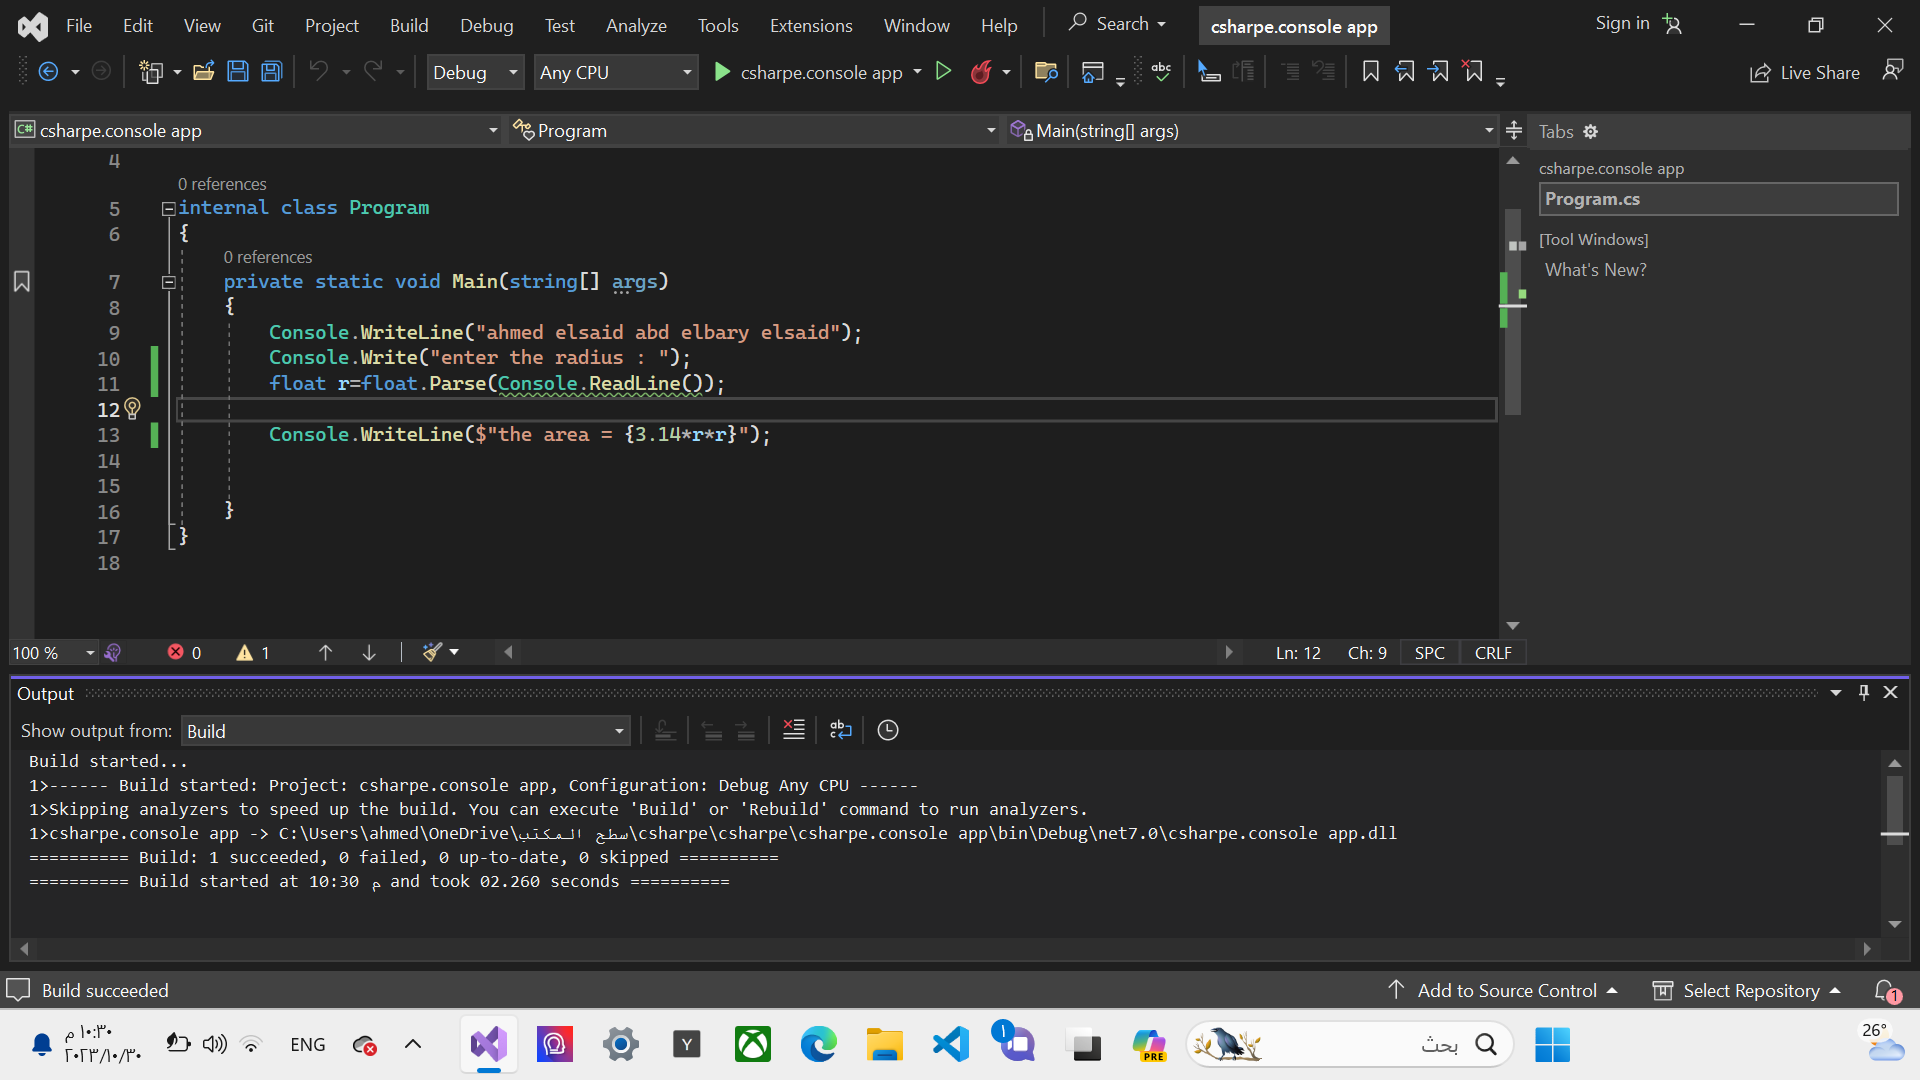 File Edit View Git Project Build Debug Test Analyze Tools Extensions Window Help Search csharpe.console app Sign in
Debug Any CPU csharpe.console app Live Share
C# csharpe.console app Program Main(string[] args) Tabs
csharpe.console app
Program.cs
[Tool Windows]
What's New?
4
0 references
5 internal class Program
6 {
0 references
7 private static void Main(string[] args)
8 {
9 Console.WriteLine("ahmed elsaid abd elbary elsaid");
10 Console.Write("enter the radius : ");
11 float r=float.Parse(Console.ReadLine());
12
13 Console.WriteLine($"the area = {3.14*r*r}");
14
15
16 }
17 }
18
100 % 0 1 Ln: 12 Ch: 9 SPC CRLF
Output
Show output from: Build
Build started...
1>------ Build started: Project: csharpe.console app, Configuration: Debug Any CPU ------
1>Skipping analyzers to speed up the build. You can execute 'Build' or 'Rebuild' command to run analyzers.
1>csharpe.console app -> C:\Users\ahmed\OneDrive\سطح المكتب\csharpe\csharpe\csharpe.console app\bin\Debug\net7.0\csharpe.console app.dll
========== Build: 1 succeeded, 0 failed, 0 up-to-date, 0 skipped ==========
========== Build started at 10:30 م and took 02.260 seconds ==========
Build succeeded Add to Source Control Select Repository 1
١٠:٣٠ م
٢٠٢٣/١٠/٣٠
ENG Y ١ PRE بحث 26°